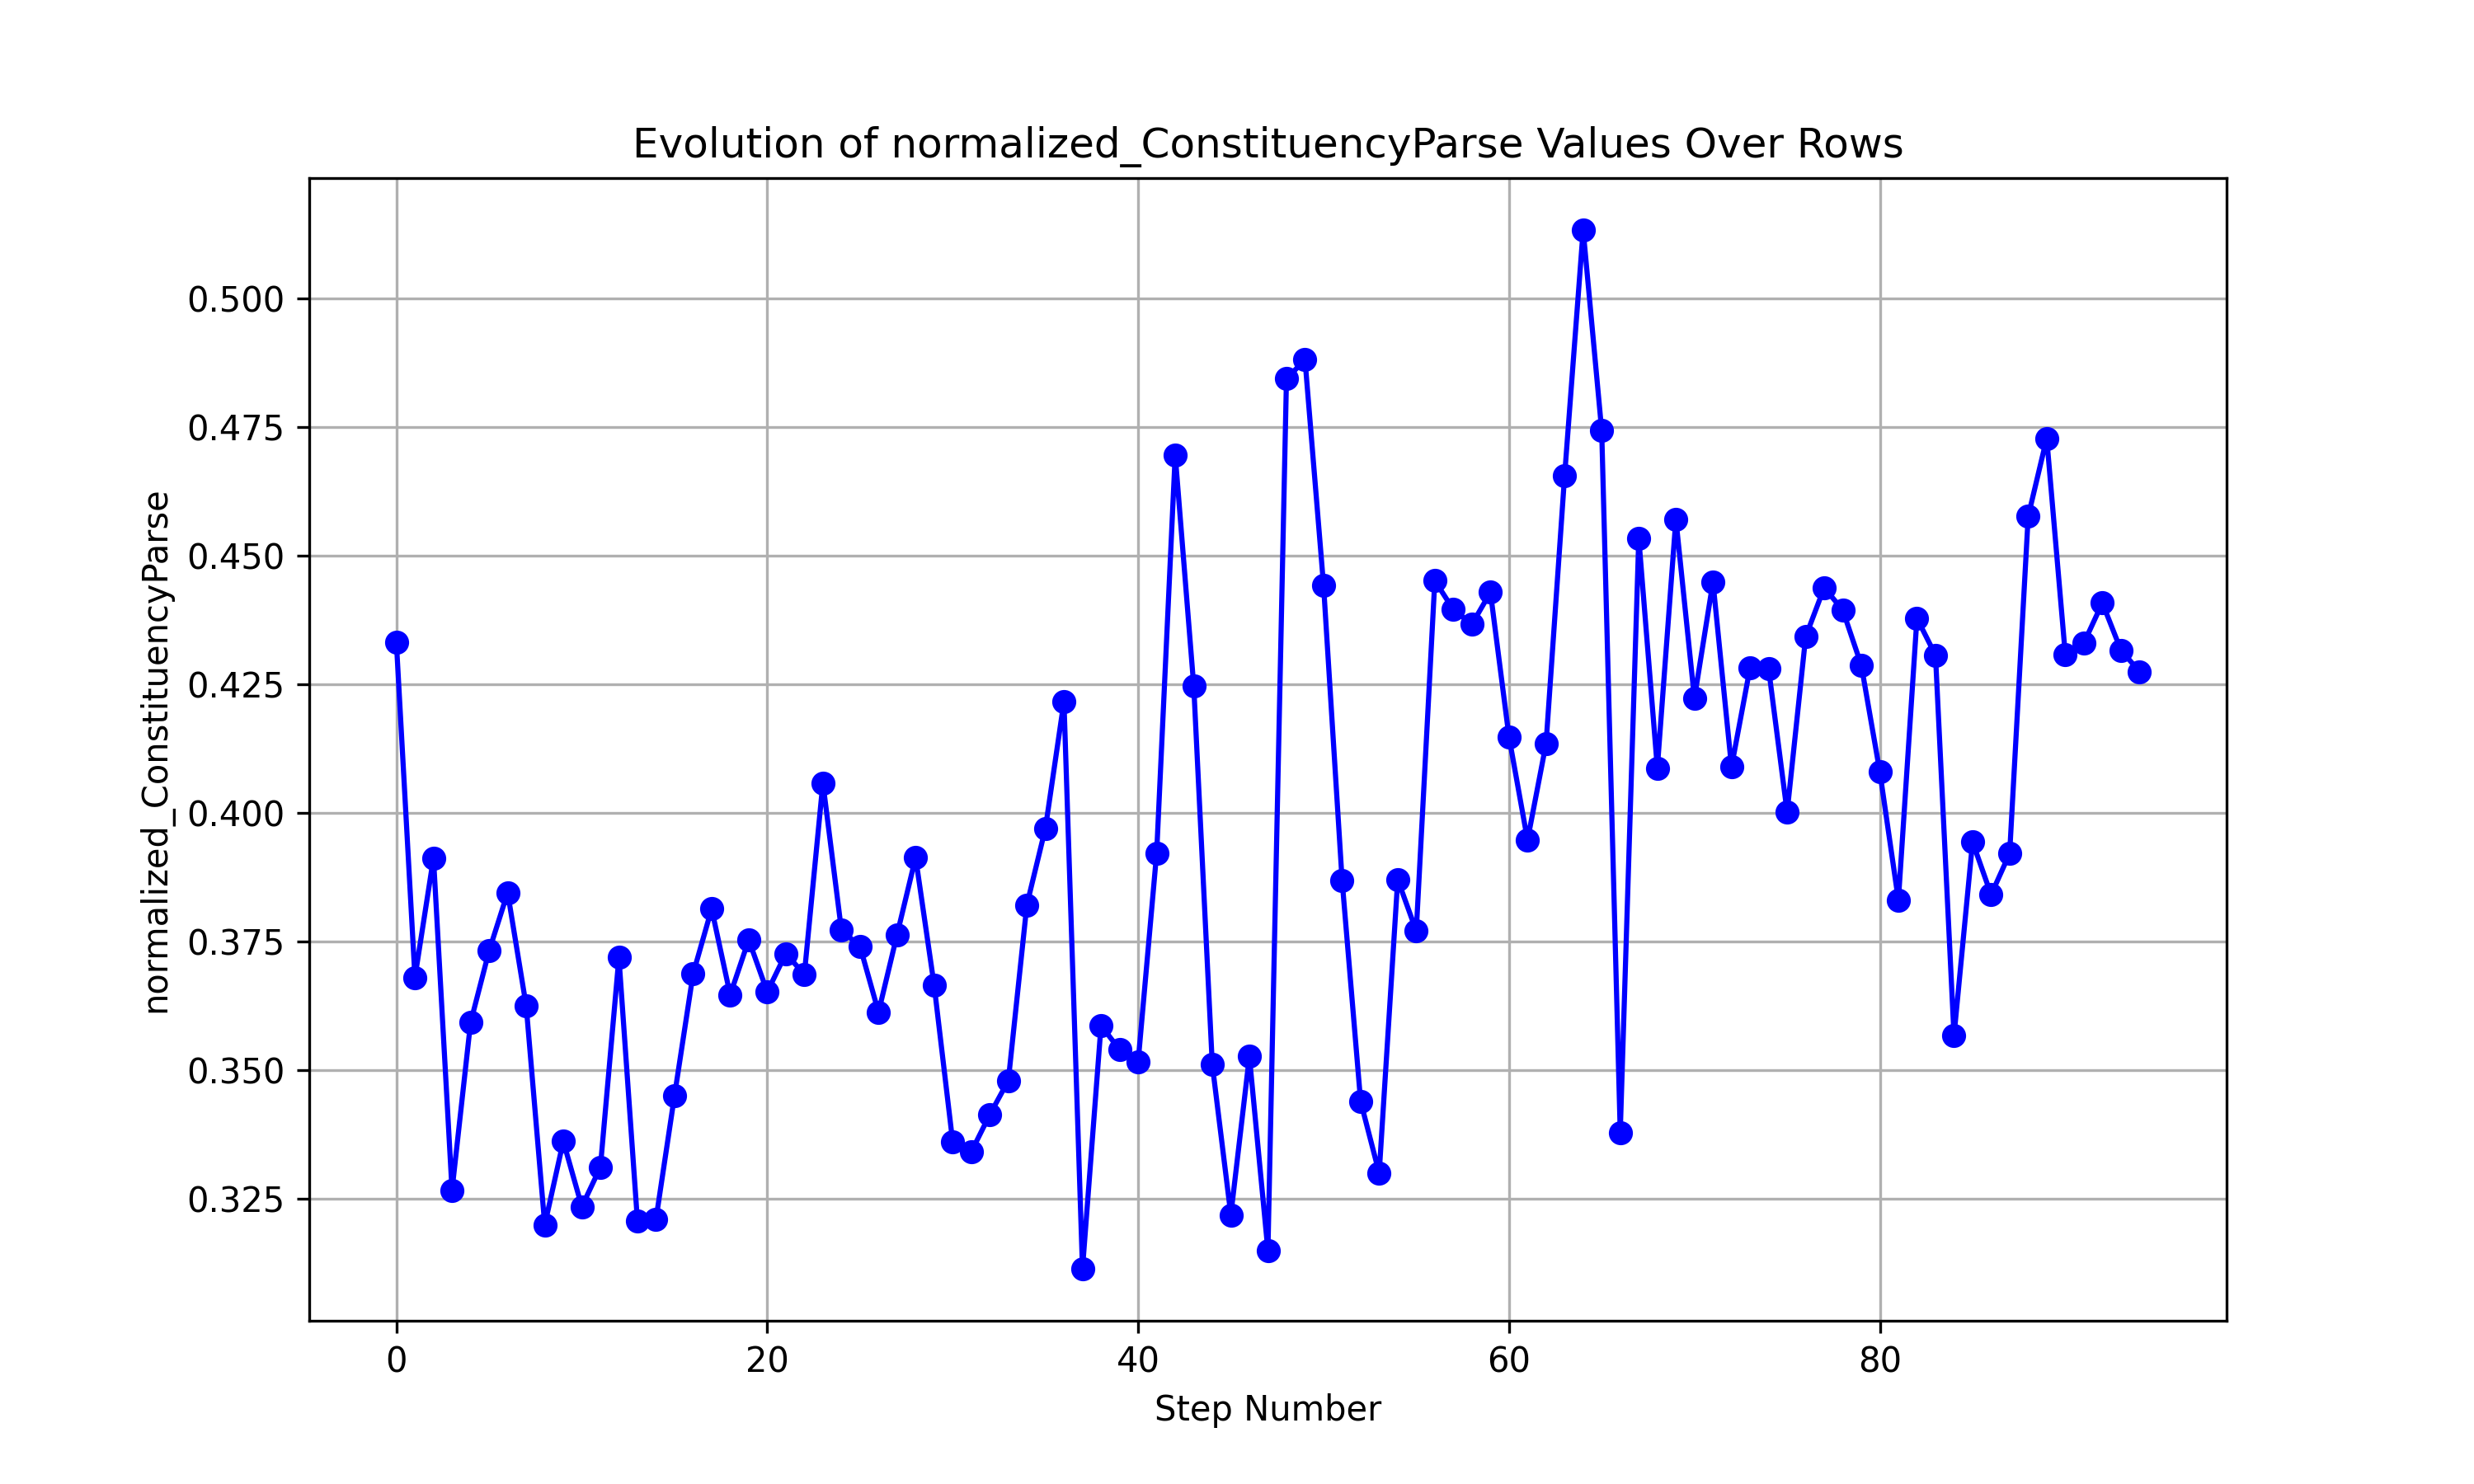 Evolution of normalized_ConstituencyParse Values Over Rows
normalized_ConstituencyParse
0.500
0.475
0.450
0.425
0.400
0.375
0.350
0.325
0 20 40 60 80
Step Number